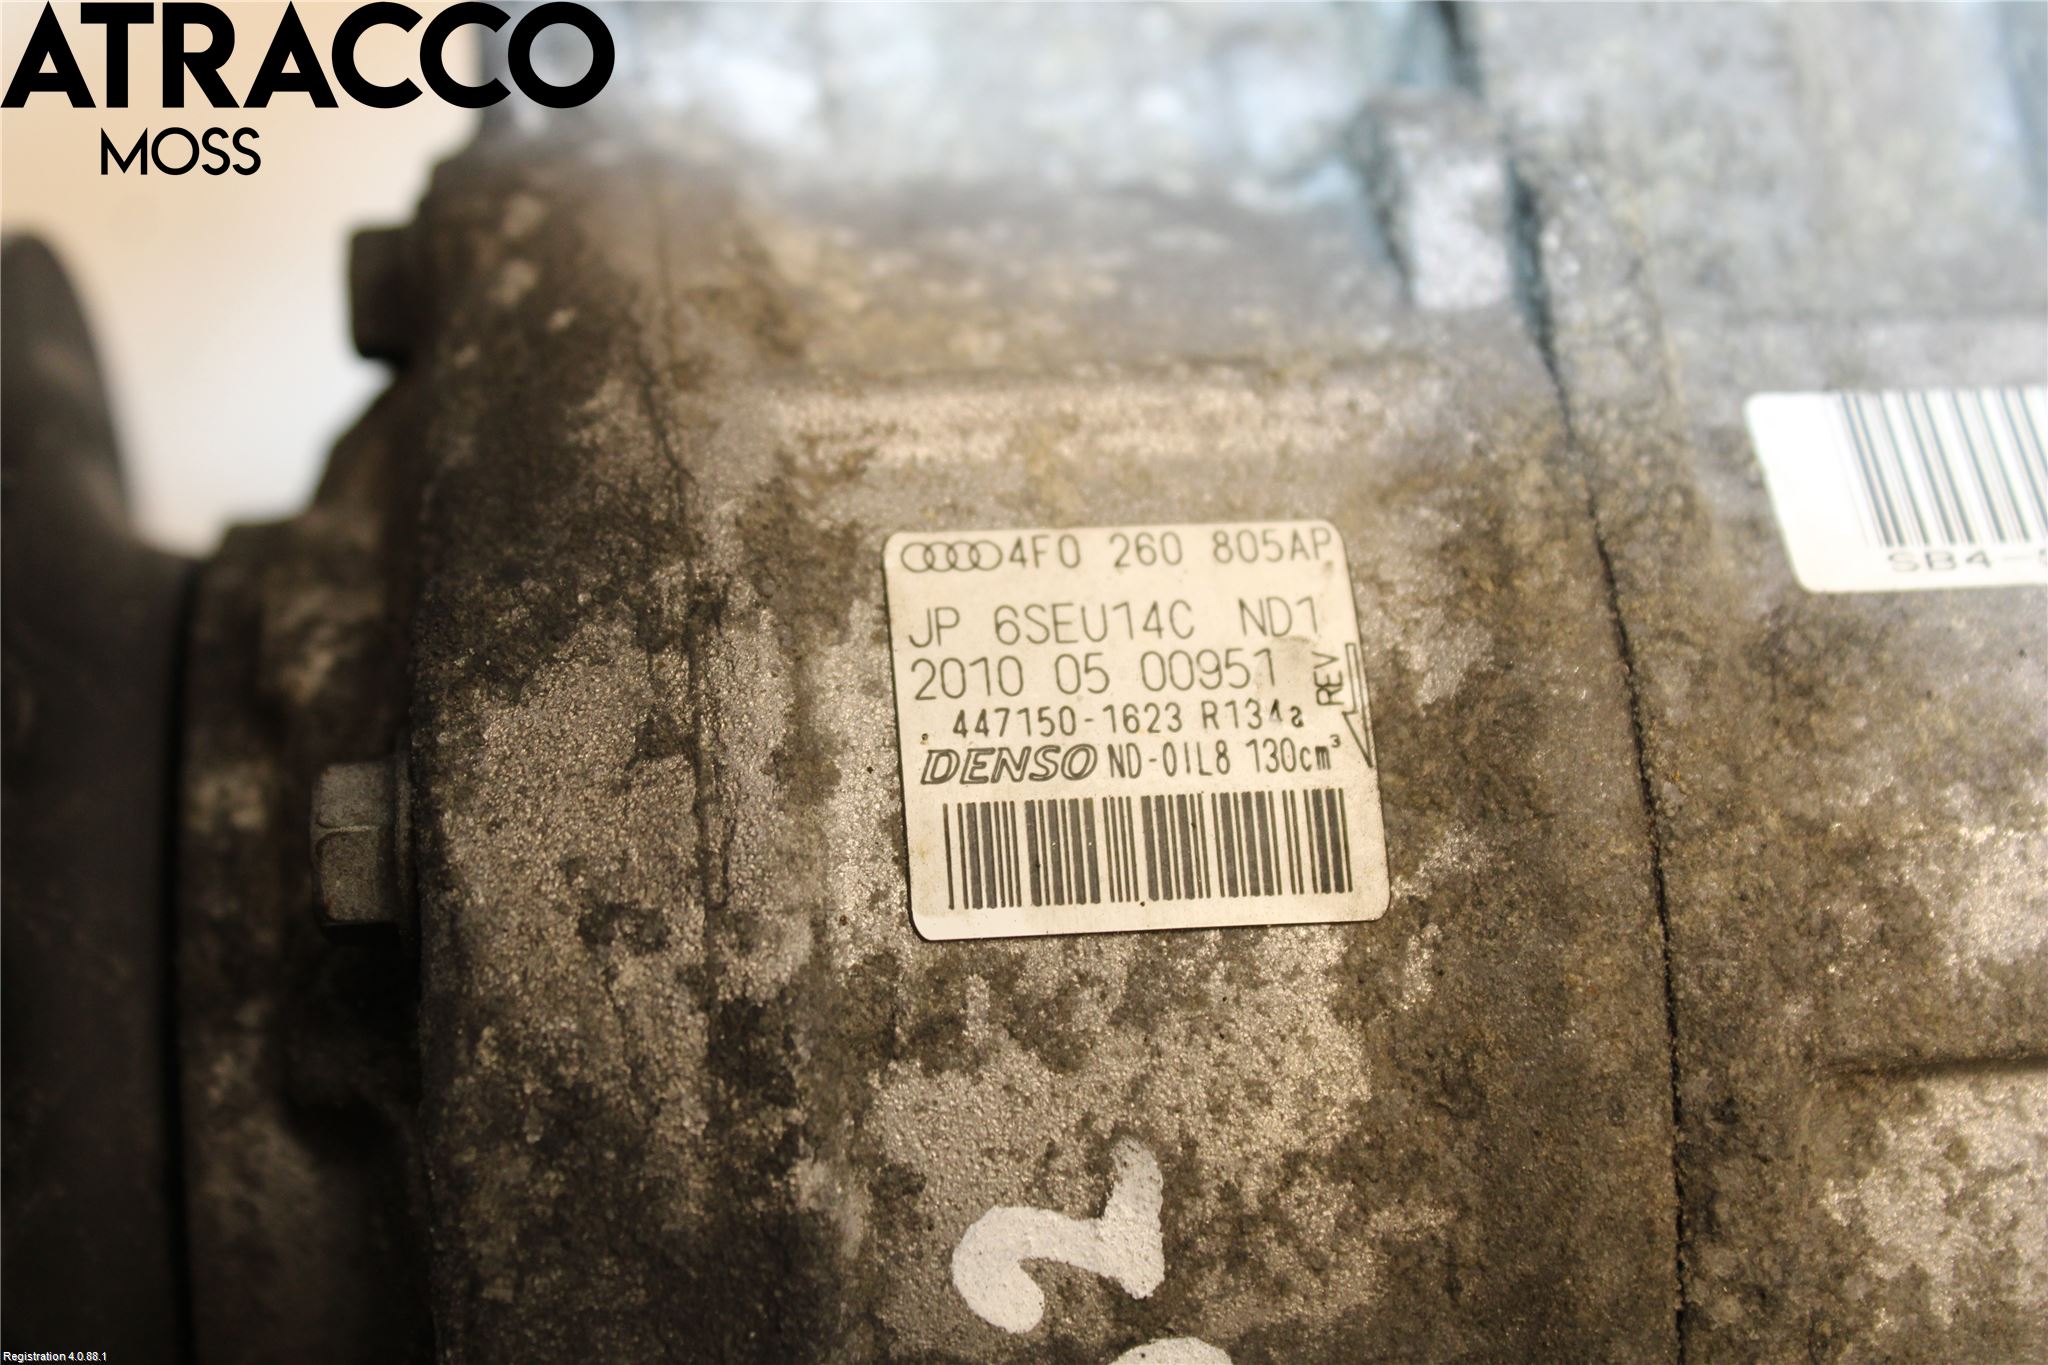 ATRACCO
MOSS
4F0 260 805AP
JP 6SEU14C ND1
2010 05 00951
REV
447150-1623 R134a
DENSO ND-OIL8 130cm³
SB4-
2
Registration 4.0.88.1